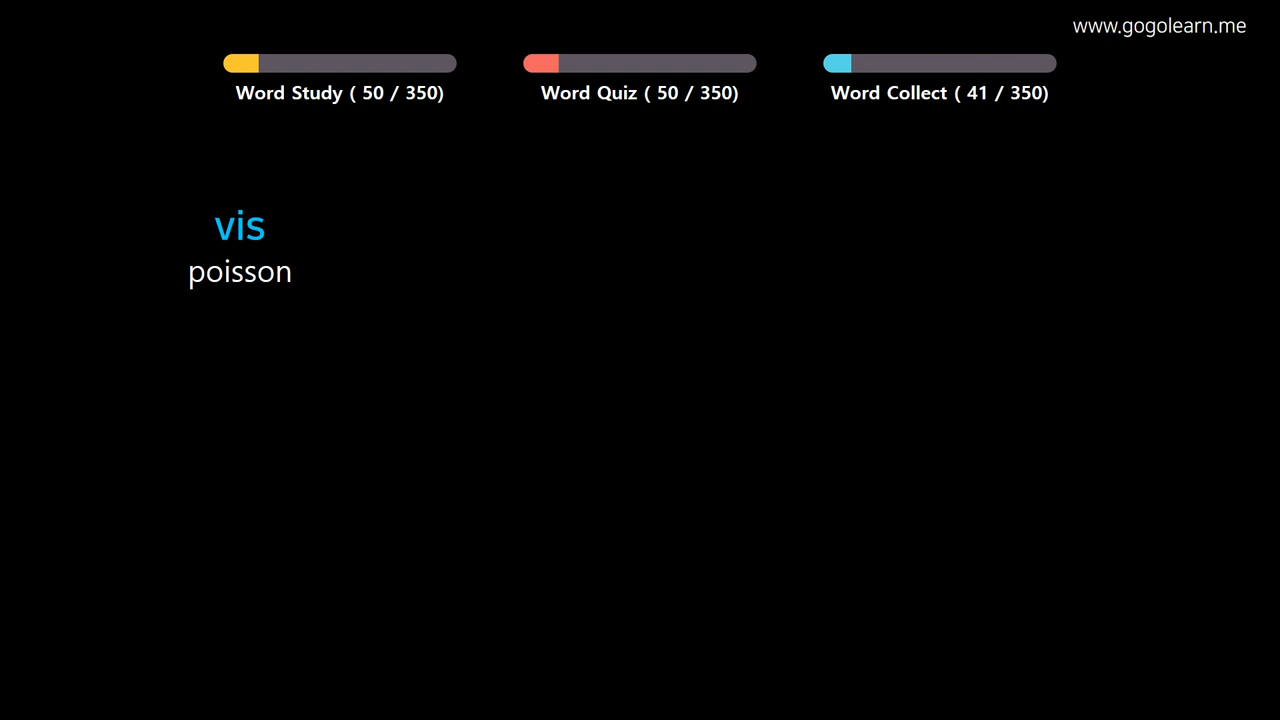 www.gogolearn.me
Word Study ( 50 / 350)
Word Quiz ( 50 / 350)
Word Collect ( 41 / 350)
vis
poisson